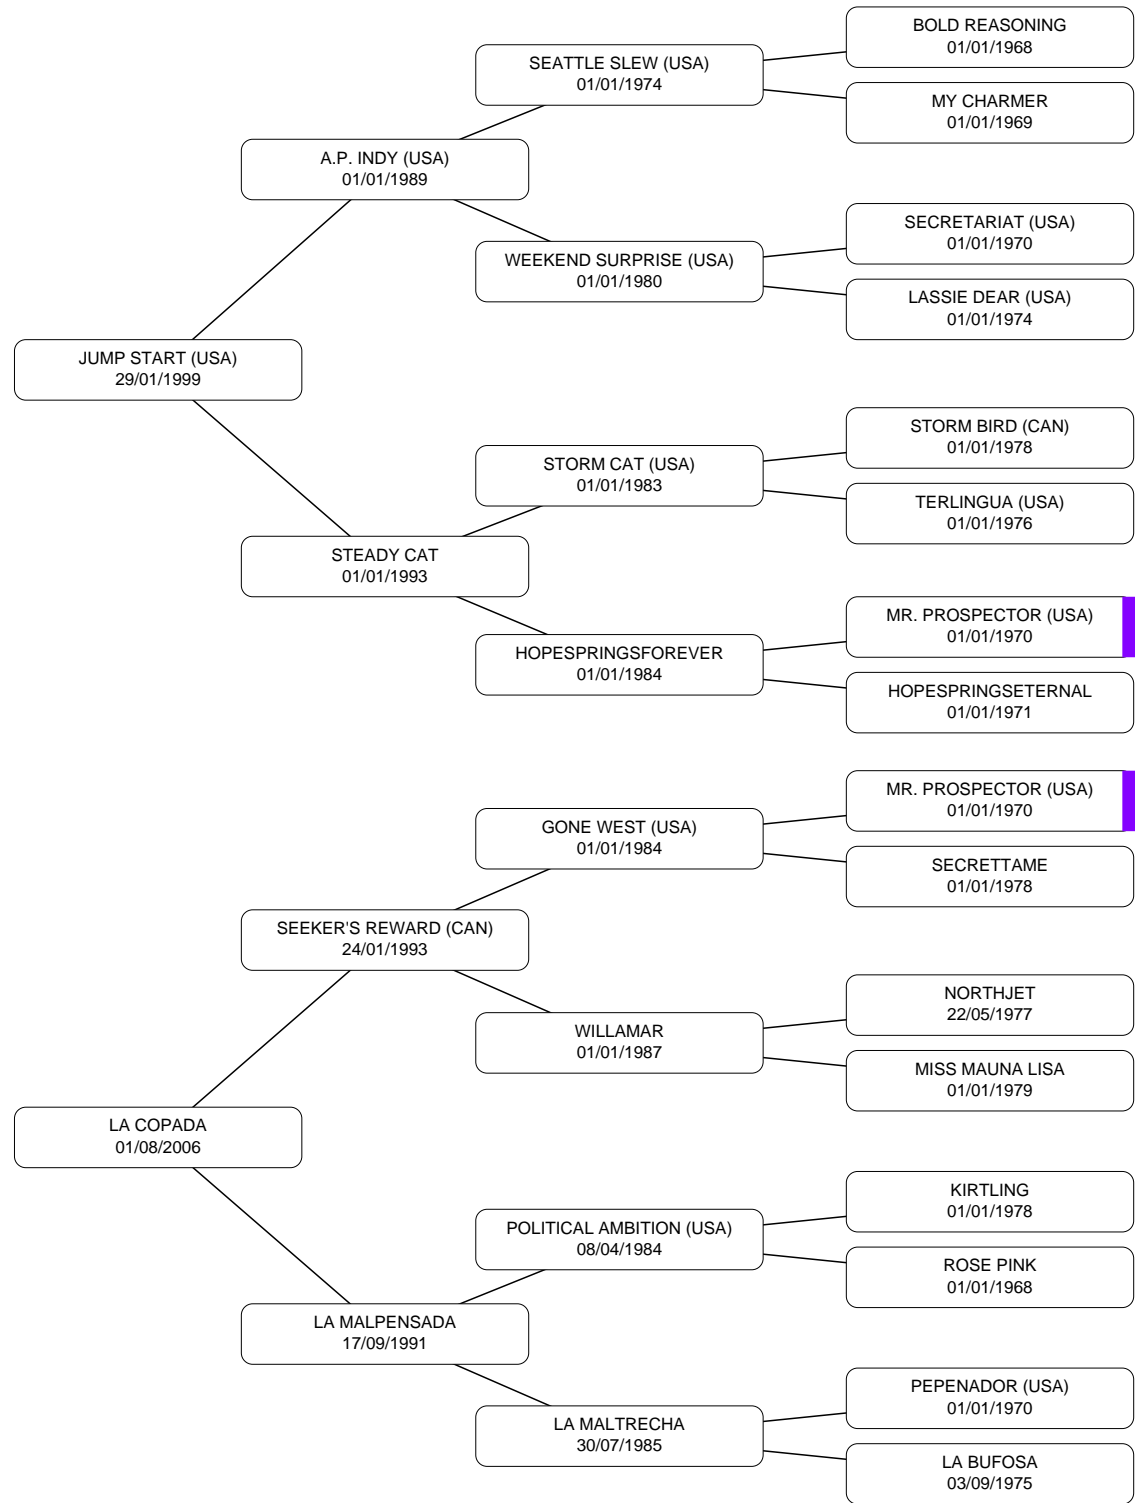 BOLD REASONING
01/01/1968
SEATTLE SLEW (USA)
01/01/1974
MY CHARMER
01/01/1969
A.P. INDY (USA)
01/01/1989
SECRETARIAT (USA)
01/01/1970
WEEKEND SURPRISE (USA)
01/01/1980
LASSIE DEAR (USA)
01/01/1974
JUMP START (USA)
29/01/1999
STORM BIRD (CAN)
01/01/1978
STORM CAT (USA)
01/01/1983
TERLINGUA (USA)
01/01/1976
STEADY CAT
01/01/1993
MR. PROSPECTOR (USA)
01/01/1970
HOPESPRINGSFOREVER
01/01/1984
HOPESPRINGSETERNAL
01/01/1971
MR. PROSPECTOR (USA)
01/01/1970
GONE WEST (USA)
01/01/1984
SECRETTAME
01/01/1978
SEEKER'S REWARD (CAN)
24/01/1993
NORTHJET
22/05/1977
WILLAMAR
01/01/1987
MISS MAUNA LISA
01/01/1979
LA COPADA
01/08/2006
KIRTLING
01/01/1978
POLITICAL AMBITION (USA)
08/04/1984
ROSE PINK
01/01/1968
LA MALPENSADA
17/09/1991
PEPENADOR (USA)
01/01/1970
LA MALTRECHA
30/07/1985
LA BUFOSA
03/09/1975